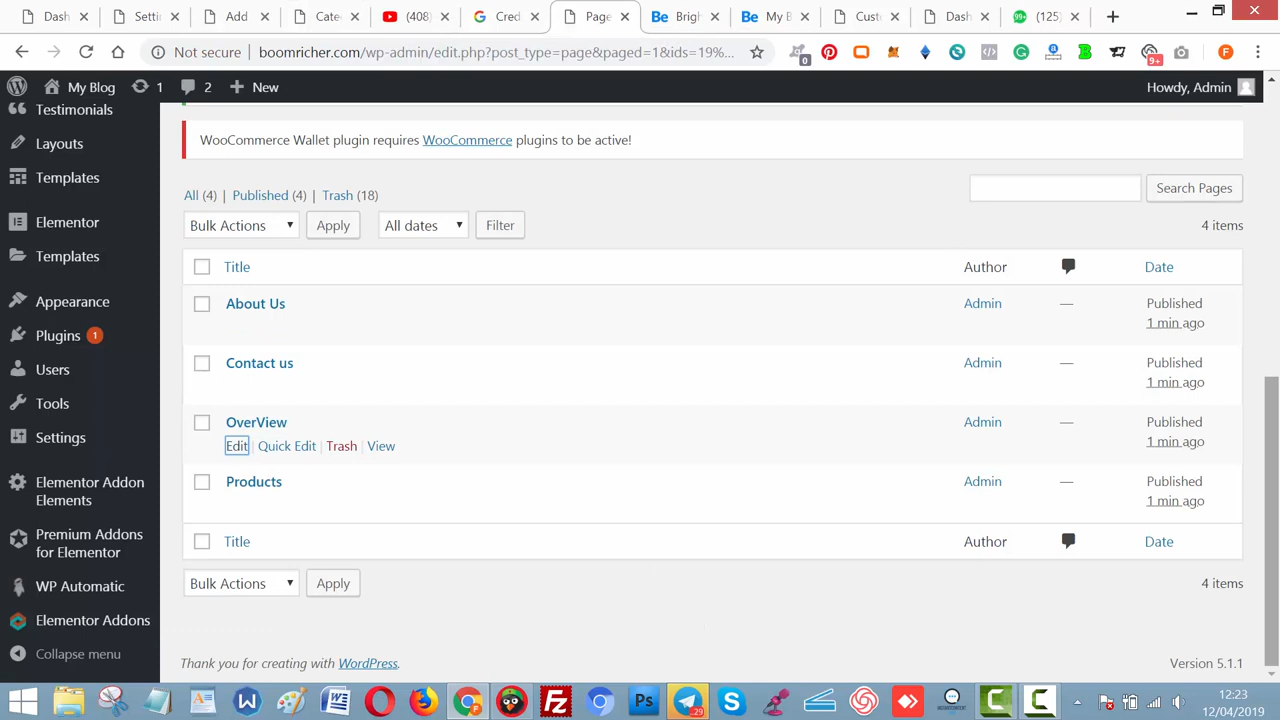 Dash
Setti
Add
Cate
(408)
Cred
Page
Be Brigh
Be My B
Custo
Dash
99+ (125)
Not secure boomricher.com/wp-admin/edit.php?post_type=page&paged=1&ids=19%...
0
9+
F
My Blog 1 2 New
Howdy, Admin
Testimonials
Layouts
Templates
Elementor
Templates
Appearance
Plugins 1
Users
Tools
Settings
Elementor Addon
Elements
Premium Addons
for Elementor
WP Automatic
Elementor Addons
Collapse menu
WooCommerce Wallet plugin requires WooCommerce plugins to be active!
All (4) | Published (4) | Trash (18)
Search Pages
Bulk Actions Apply All dates Filter
4 items
Title Author Date
About Us Admin — Published
1 min ago
Contact us Admin — Published
1 min ago
OverView Admin — Published
Edit | Quick Edit | Trash | View 1 min ago
Products Admin — Published
1 min ago
Title Author Date
Bulk Actions Apply 4 items
Thank you for creating with WordPress.
Version 5.1.1
Ps
29
12:23
12/04/2019